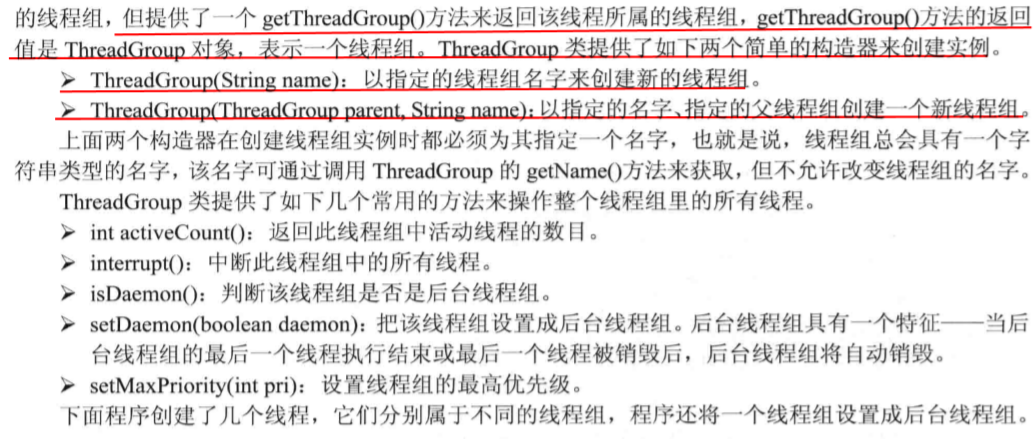 的线程组，但提供了一个 getThreadGroup()方法来返回该线程所属的线程组，getThreadGroup()方法的返回
值是 ThreadGroup 对象，表示一个线程组。ThreadGroup 类提供了如下两个简单的构造器来创建实例。
➢ ThreadGroup(String name)：以指定的线程组名字来创建新的线程组。
➢ ThreadGroup(ThreadGroup parent, String name)：以指定的名字、指定的父线程组创建一个新线程组。
上面两个构造器在创建线程组实例时都必须为其指定一个名字，也就是说，线程组总会具有一个字
符串类型的名字，该名字可通过调用 ThreadGroup 的 getName()方法来获取，但不允许改变线程组的名字。
ThreadGroup 类提供了如下几个常用的方法来操作整个线程组里的所有线程。
➢ int activeCount()：返回此线程组中活动线程的数目。
➢ interrupt()：中断此线程组中的所有线程。
➢ isDaemon()：判断该线程组是否是后台线程组。
➢ setDaemon(boolean daemon)：把该线程组设置成后台线程组。后台线程组具有一个特征——当后
台线程组的最后一个线程执行结束或最后一个线程被销毁后，后台线程组将自动销毁。
➢ setMaxPriority(int pri)：设置线程组的最高优先级。
下面程序创建了几个线程，它们分别属于不同的线程组，程序还将一个线程组设置成后台线程组。